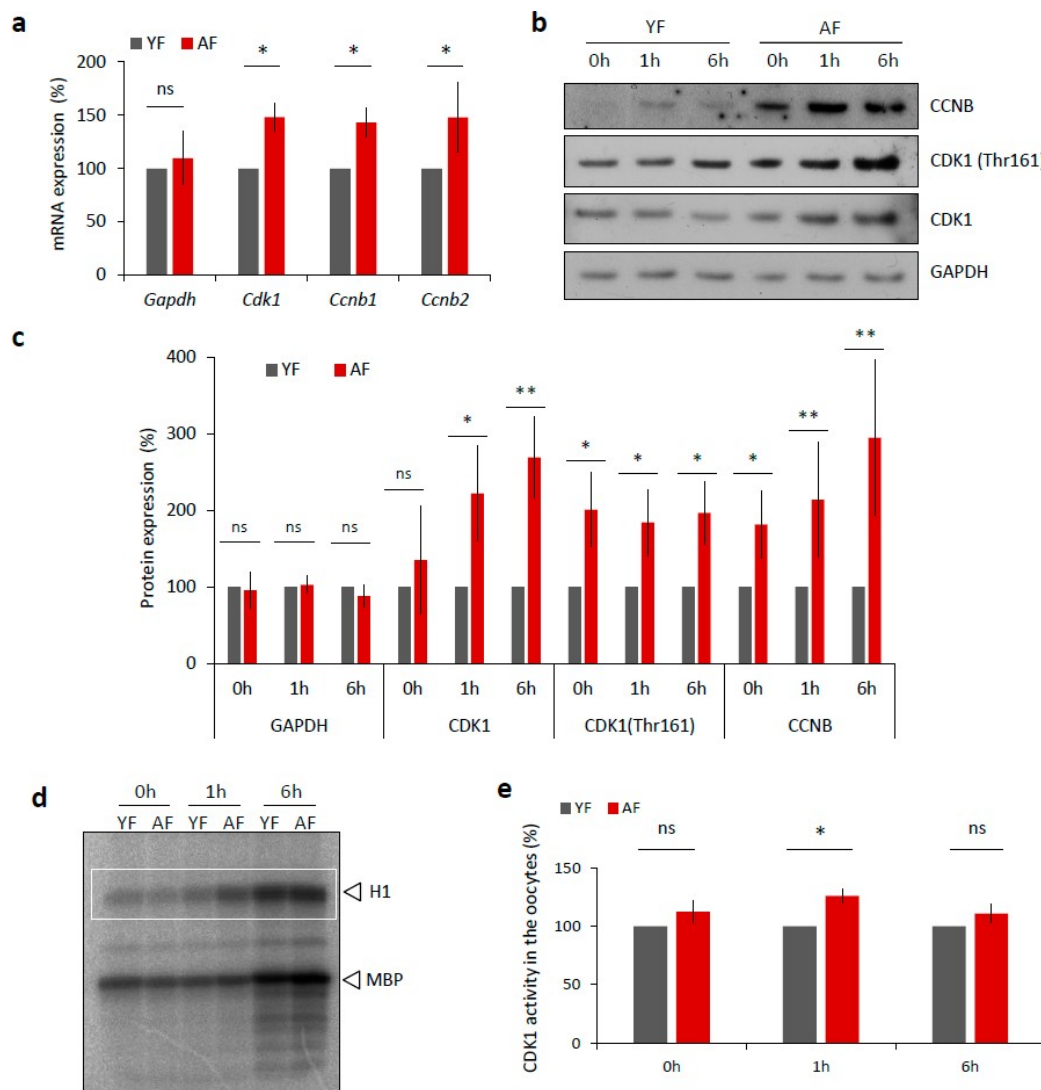 a
YF AF
mRNA expression (%)
200
150
100
50
0
ns
*
*
*
Gapdh Cdk1 Ccnb1 Ccnb2
b
YF AF
0h 1h 6h 0h 1h 6h
CCNB
CDK1 (Thr161)
CDK1
GAPDH
c
YF AF
Protein expression (%)
400
300
200
100
0
ns ns ns ns * ** * * * * ** **
0h 1h 6h 0h 1h 6h 0h 1h 6h 0h 1h 6h
GAPDH CDK1 CDK1(Thr161) CCNB
d
0h 1h 6h
YF AF YF AF YF AF
H1
MBP
e
YF AF
CDK1 activity in the oocytes (%)
ns * ns
150
100
50
0
0h 1h 6h